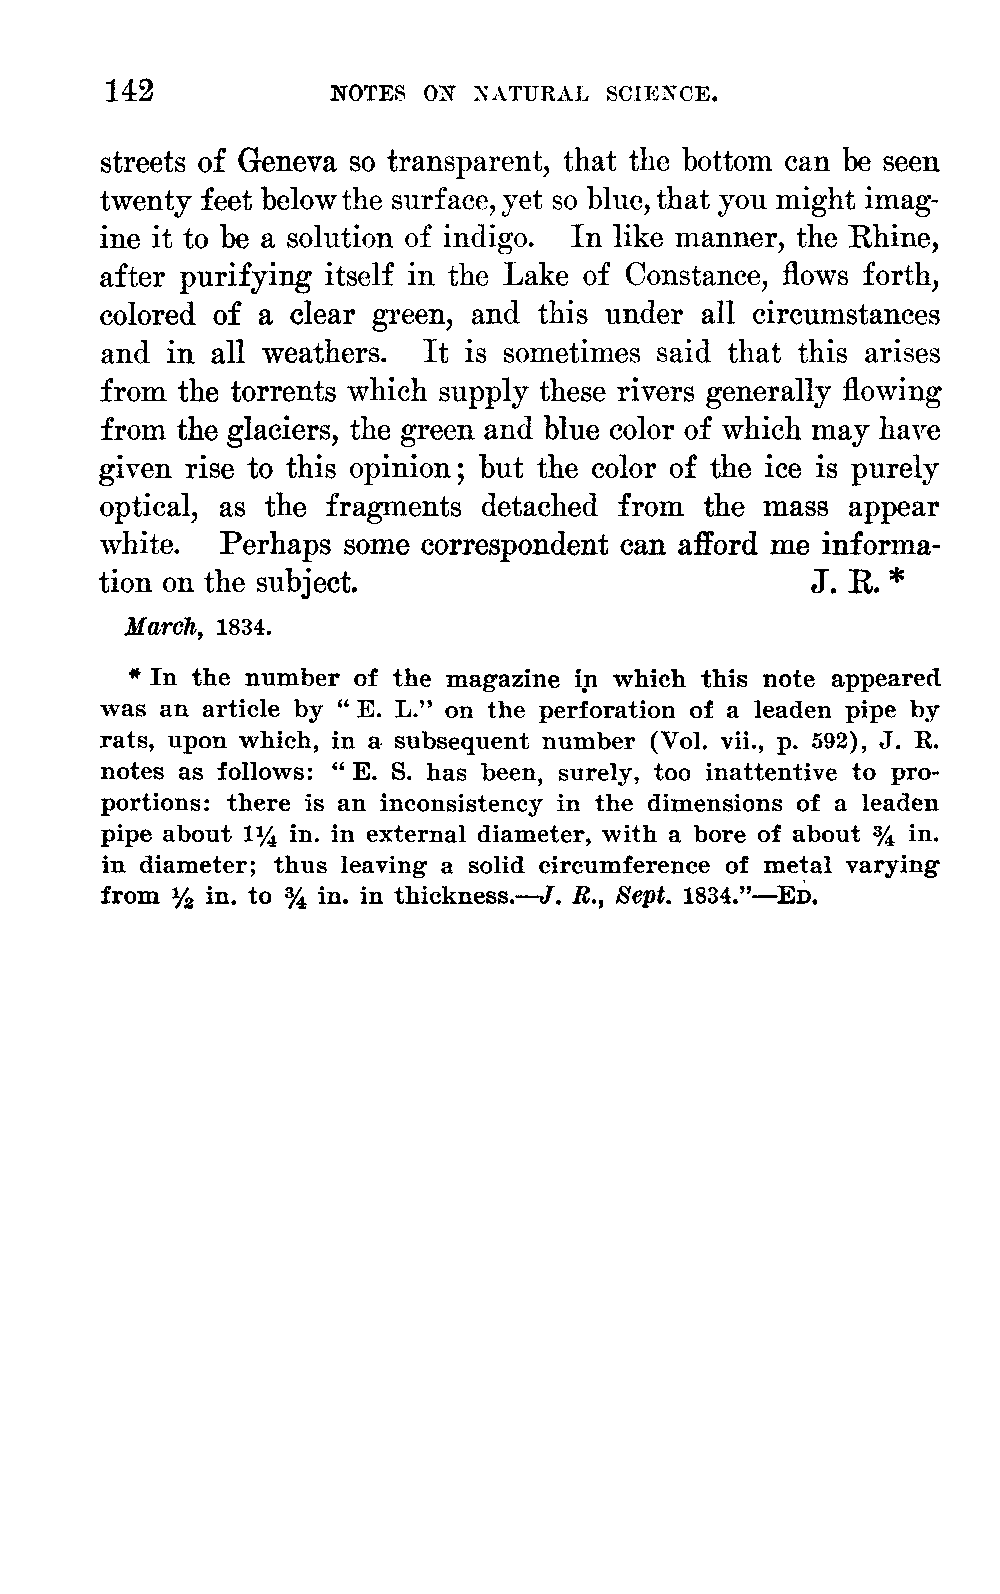 142 NOTES ON NATURAL SCIENCE.
streets of Geneva so transparent, that the bottom can be seen
twenty feet below the surface, yet so blue, that you might imag-
ine it to be a solution of indigo. In like manner, the Rhine,
after purifying itself in the Lake of Constance, flows forth,
colored of a clear green, and this under all circumstances
and in all weathers. It is sometimes said that this arises
from the torrents which supply these rivers generally flowing
from the glaciers, the green and blue color of which may have
given rise to this opinion; but the color of the ice is purely
optical, as the fragments detached from the mass appear
white. Perhaps some correspondent can afford me informa-
tion on the subject. J. R. *
March, 1834.
* In the number of the magazine in which this note appeared
was an article by “E. L.” on the perforation of a leaden pipe by
rats, upon which, in a subsequent number (Vol. vii., p. 592), J. R.
notes as follows: “E. S. has been, surely, too inattentive to pro-
portions: there is an inconsistency in the dimensions of a leaden
pipe about 1¼ in. in external diameter, with a bore of about ¾ in.
in diameter; thus leaving a solid circumference of metal varying
from ½ in. to ¾ in. in thickness.—J. R., Sept. 1834.”—ED.